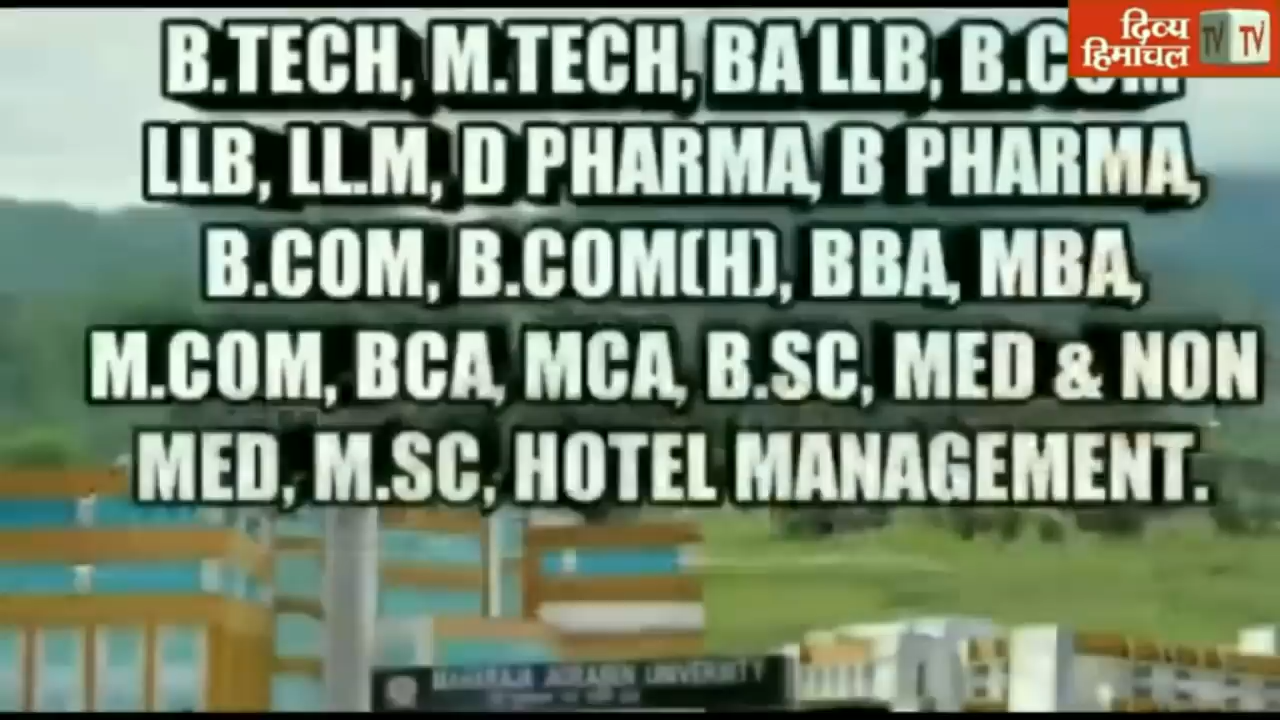 दिव्य
हिमाचल
TV TV
B.TECH, M.TECH, BA LLB, B.COM.
LLB, LL.M, D PHARMA, B PHARMA,
B.COM, B.COM(H), BBA, MBA,
M.COM, BCA, MCA, B.SC, MED & NON
MED, M.SC, HOTEL MANAGEMENT.
MAHARAJA AGRASEN UNIVERSITY